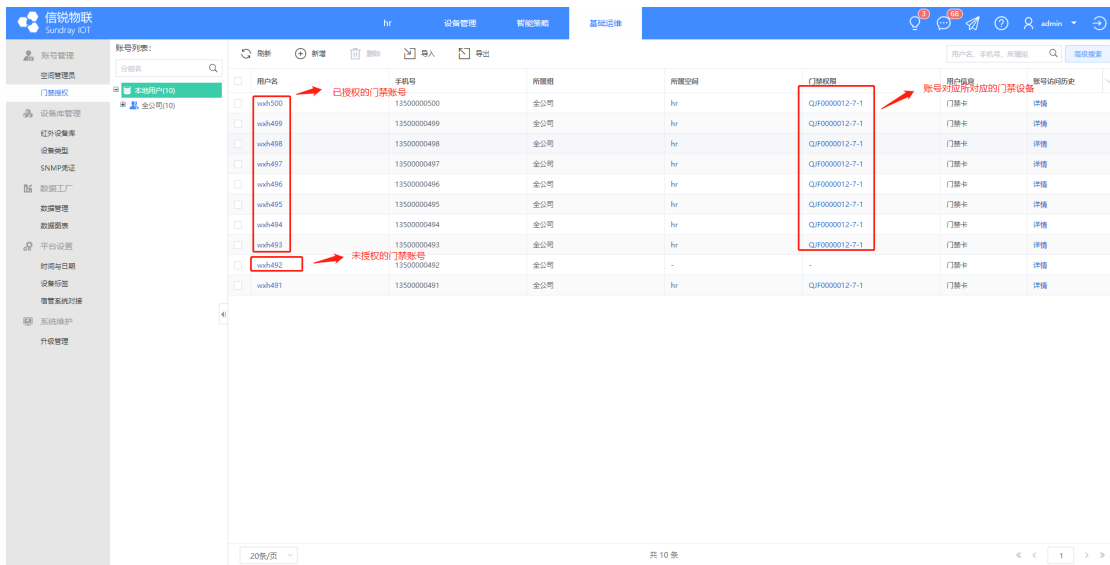 信锐物联
Sundray IOT
hr 设备管理 智能策略 基础运维
3 68 admin
账号管理
空间管理员
门禁授权
设备库管理
红外设备库
设备类型
SNMP凭证
数据工厂
数据管理
数据图表
平台设置
时间与日期
设备标签
宿管系统对接
系统维护
升级管理
账号列表:
分组名
本地用户(10)
全公司(10)
刷新 新增 删除 导入 导出
用户名、手机号、所属组 高级搜索
用户名 手机号 所属组 所属空间 门禁权限 用户信息 账号访问历史
已授权的门禁账号
账号对应所对应的门禁设备
wxh500 13500000500 全公司 hr QJF0000012-7-1 门禁卡 详情
wxh499 13500000499 全公司 hr QJF0000012-7-1 门禁卡 详情
wxh498 13500000498 全公司 hr QJF0000012-7-1 门禁卡 详情
wxh497 13500000497 全公司 hr QJF0000012-7-1 门禁卡 详情
wxh496 13500000496 全公司 hr QJF0000012-7-1 门禁卡 详情
wxh495 13500000495 全公司 hr QJF0000012-7-1 门禁卡 详情
wxh494 13500000494 全公司 hr QJF0000012-7-1 门禁卡 详情
wxh493 13500000493 全公司 hr QJF0000012-7-1 门禁卡 详情
未授权的门禁账号
wxh492 13500000492 全公司 - - 门禁卡 详情
wxh491 13500000491 全公司 hr QJF0000012-7-1 门禁卡 详情
20条/页 共 10 条 1